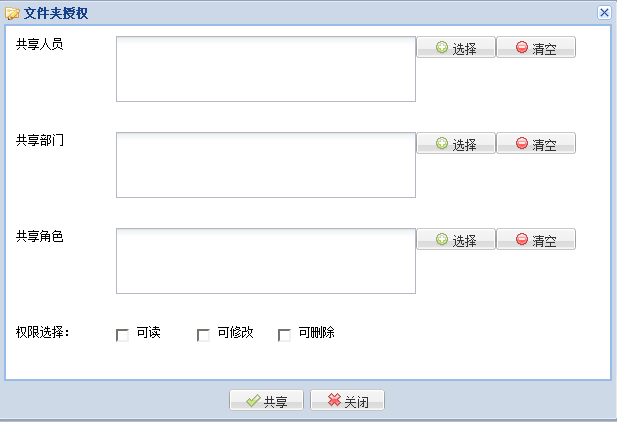 文件夹授权
共享人员 选择 清空
共享部门 选择 清空
共享角色 选择 清空
权限选择： 可读 可修改 可删除
共享 关闭